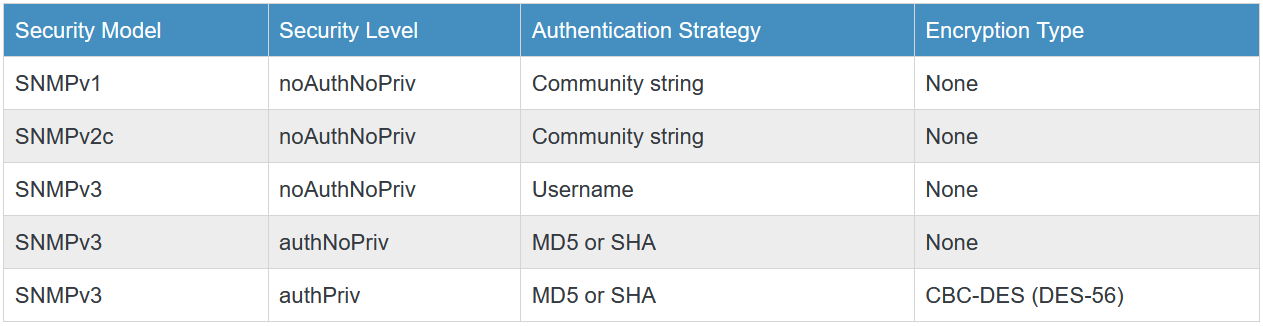 Security Model Security Level Authentication Strategy Encryption Type
SNMPv1 noAuthNoPriv Community string None
SNMPv2c noAuthNoPriv Community string None
SNMPv3 noAuthNoPriv Username None
SNMPv3 authNoPriv MD5 or SHA None
SNMPv3 authPriv MD5 or SHA CBC-DES (DES-56)